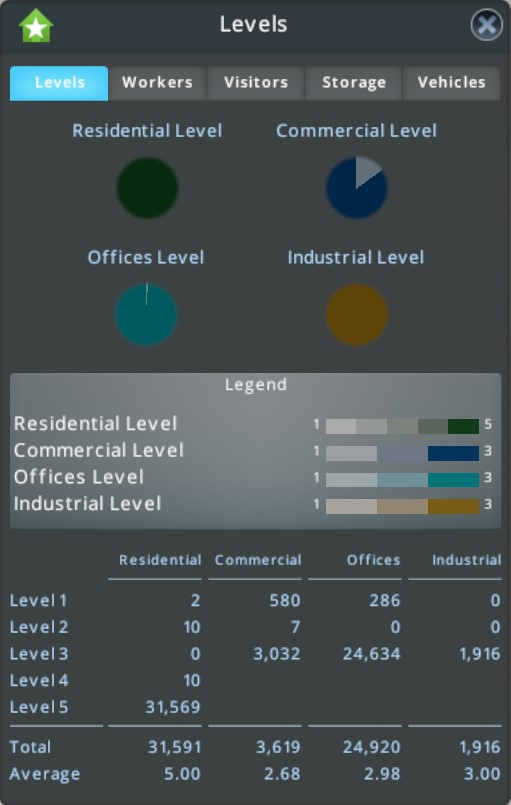 Levels
Levels Workers Visitors Storage Vehicles
Residential Level Commercial Level
Offices Level Industrial Level
Legend
Residential Level 1 5
Commercial Level 1 3
Offices Level 1 3
Industrial Level 1 3
Residential Commercial Offices Industrial
Level 1 2 580 286 0
Level 2 10 7 0 0
Level 3 0 3,032 24,634 1,916
Level 4 10
Level 5 31,569
Total 31,591 3,619 24,920 1,916
Average 5.00 2.68 2.98 3.00